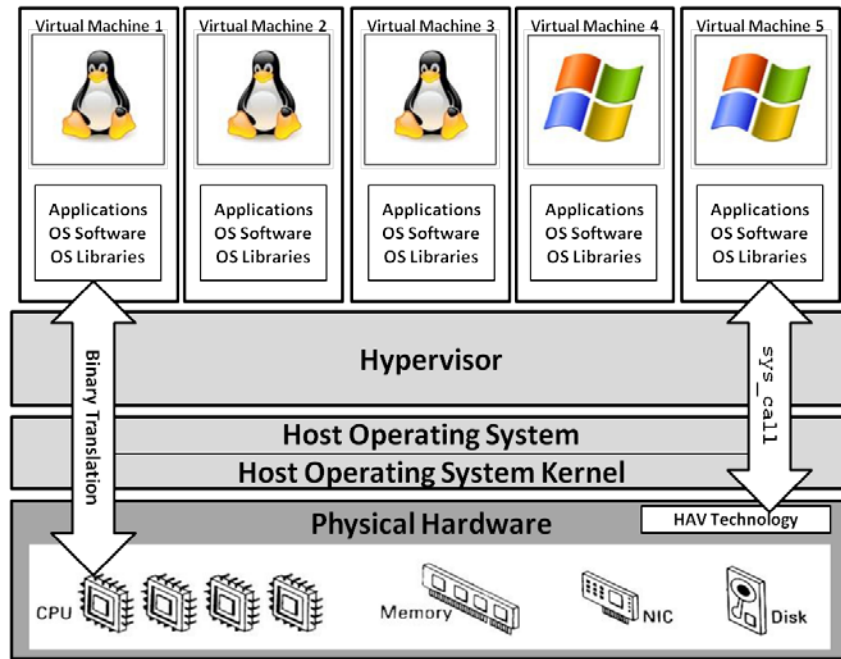 Virtual Machine 1
Virtual Machine 2
Virtual Machine 3
Virtual Machine 4
Virtual Machine 5
Applications
OS Software
OS Libraries
Applications
OS Software
OS Libraries
Applications
OS Software
OS Libraries
Applications
OS Software
OS Libraries
Applications
OS Software
OS Libraries
Binary Translation
Hypervisor
sys_call
Host Operating System
Host Operating System Kernel
Physical Hardware
HAV Technology
CPU
Memory
NIC
Disk